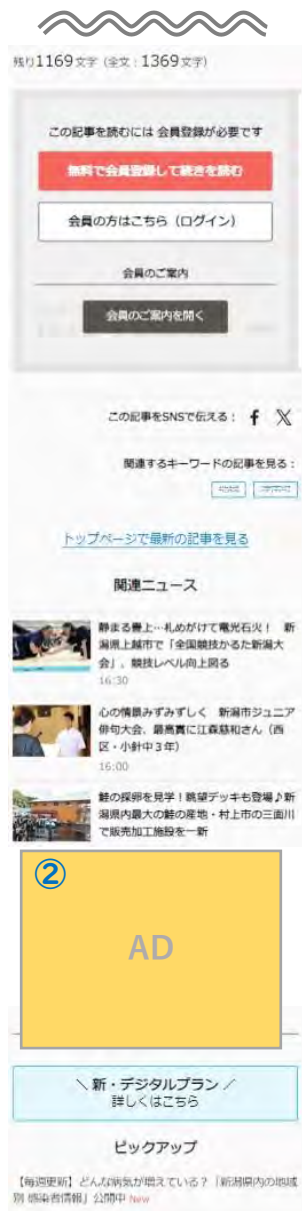 残り1169文字（全文：1369文字）
この記事を読むには 会員登録が必要です
無料で会員登録して続きを読む
会員の方はこちら（ログイン）
会員のご案内
会員のご案内を開く
この記事をSNSで伝える：
関連するキーワードの記事を見る：
トップページで最新の記事を見る
関連ニュース
静まる畳上…札めがけて電光石火！　新
潟県上越市で「全国競技かるた新潟大
会」、競技レベル向上図る
16:30
心の情景みずみずしく　新潟市ジュニア
俳句大会、最高賞に江森慈和さん（西
区・小針中３年）
16:00
鮭の採卵を見学！眺望デッキも登場♪新
潟県内最大の鮭の産地・村上市の三面川
で販売加工施設を一新
②
AD
＼ 新・デジタルプラン ／
詳しくはこちら
ピックアップ
【毎週更新】どんな病気が増えている？「新潟県内の地域
別 感染者情報」公開中 New